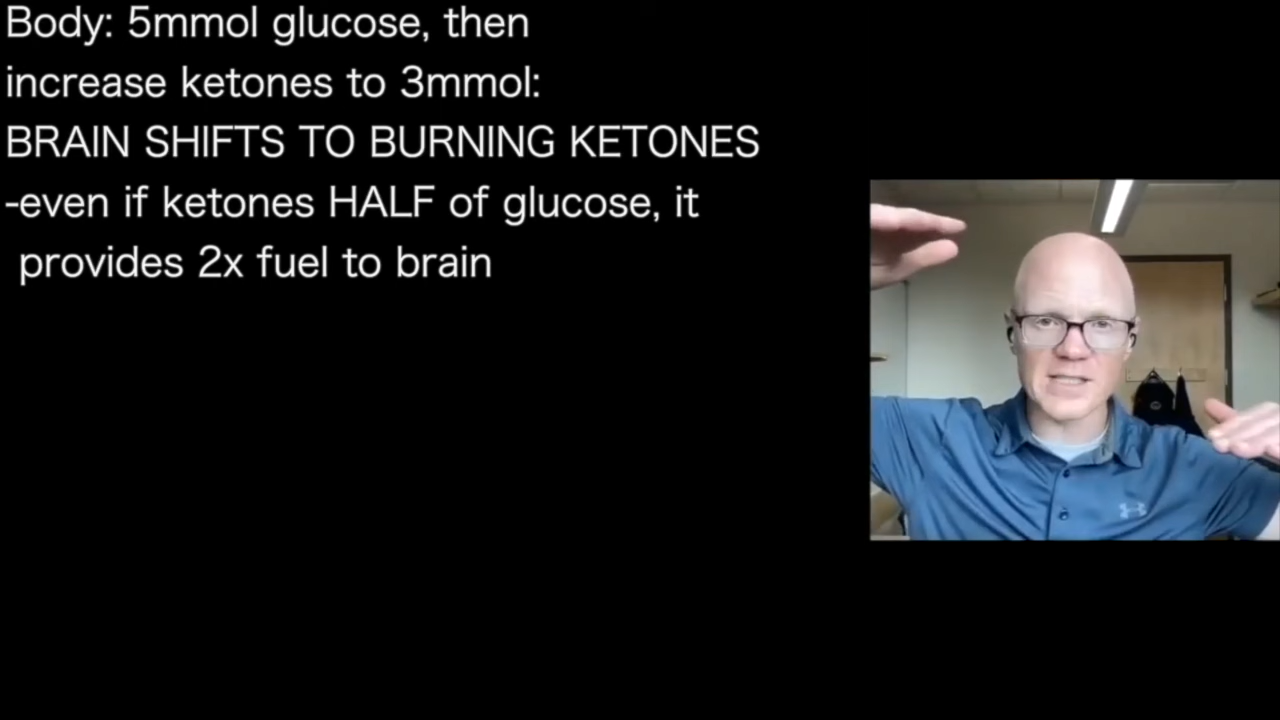 Body: 5mmol glucose, then
increase ketones to 3mmol:
BRAIN SHIFTS TO BURNING KETONES
-even if ketones HALF of glucose, it
provides 2x fuel to brain